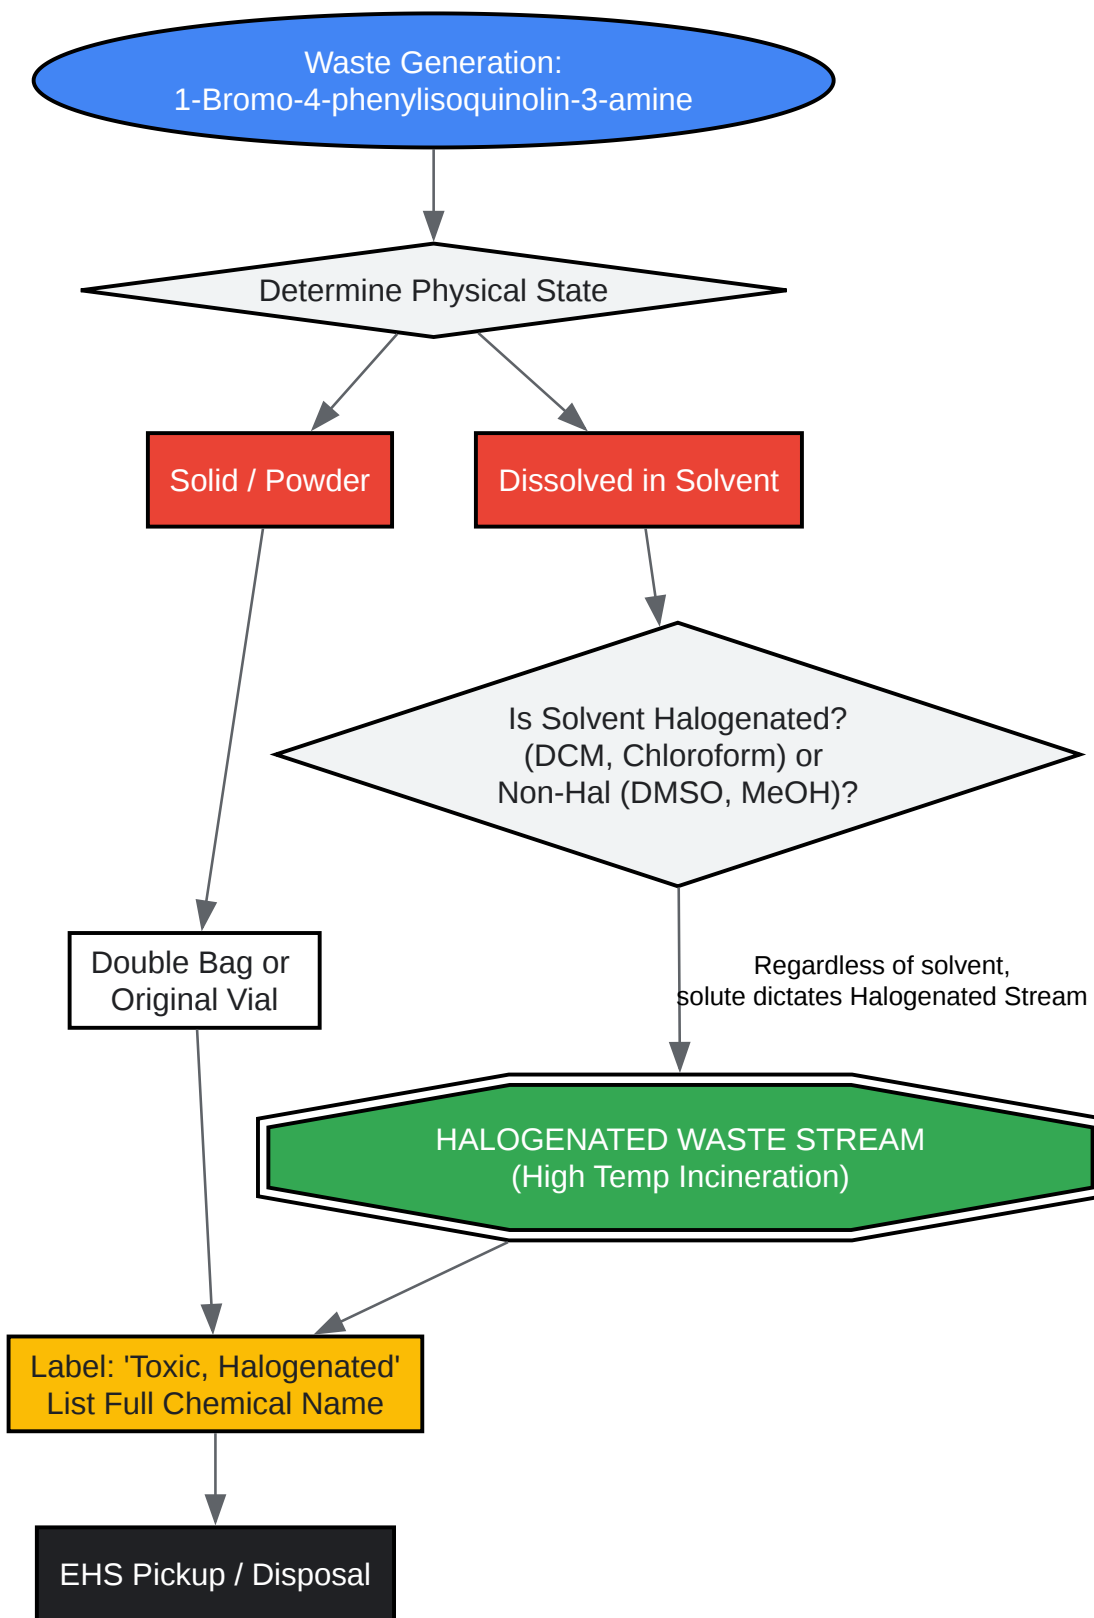 Waste Generation:
1-Bromo-4-phenylisoquinolin-3-amine
Determine Physical State
Solid / Powder
Dissolved in Solvent
Is Solvent Halogenated?
(DCM, Chloroform) or
Non-Hal (DMSO, MeOH)?
Double Bag or
Original Vial
Regardless of solvent,
solute dictates Halogenated Stream
HALOGENATED WASTE STREAM
(High Temp Incineration)
Label: 'Toxic, Halogenated'
List Full Chemical Name
EHS Pickup / Disposal